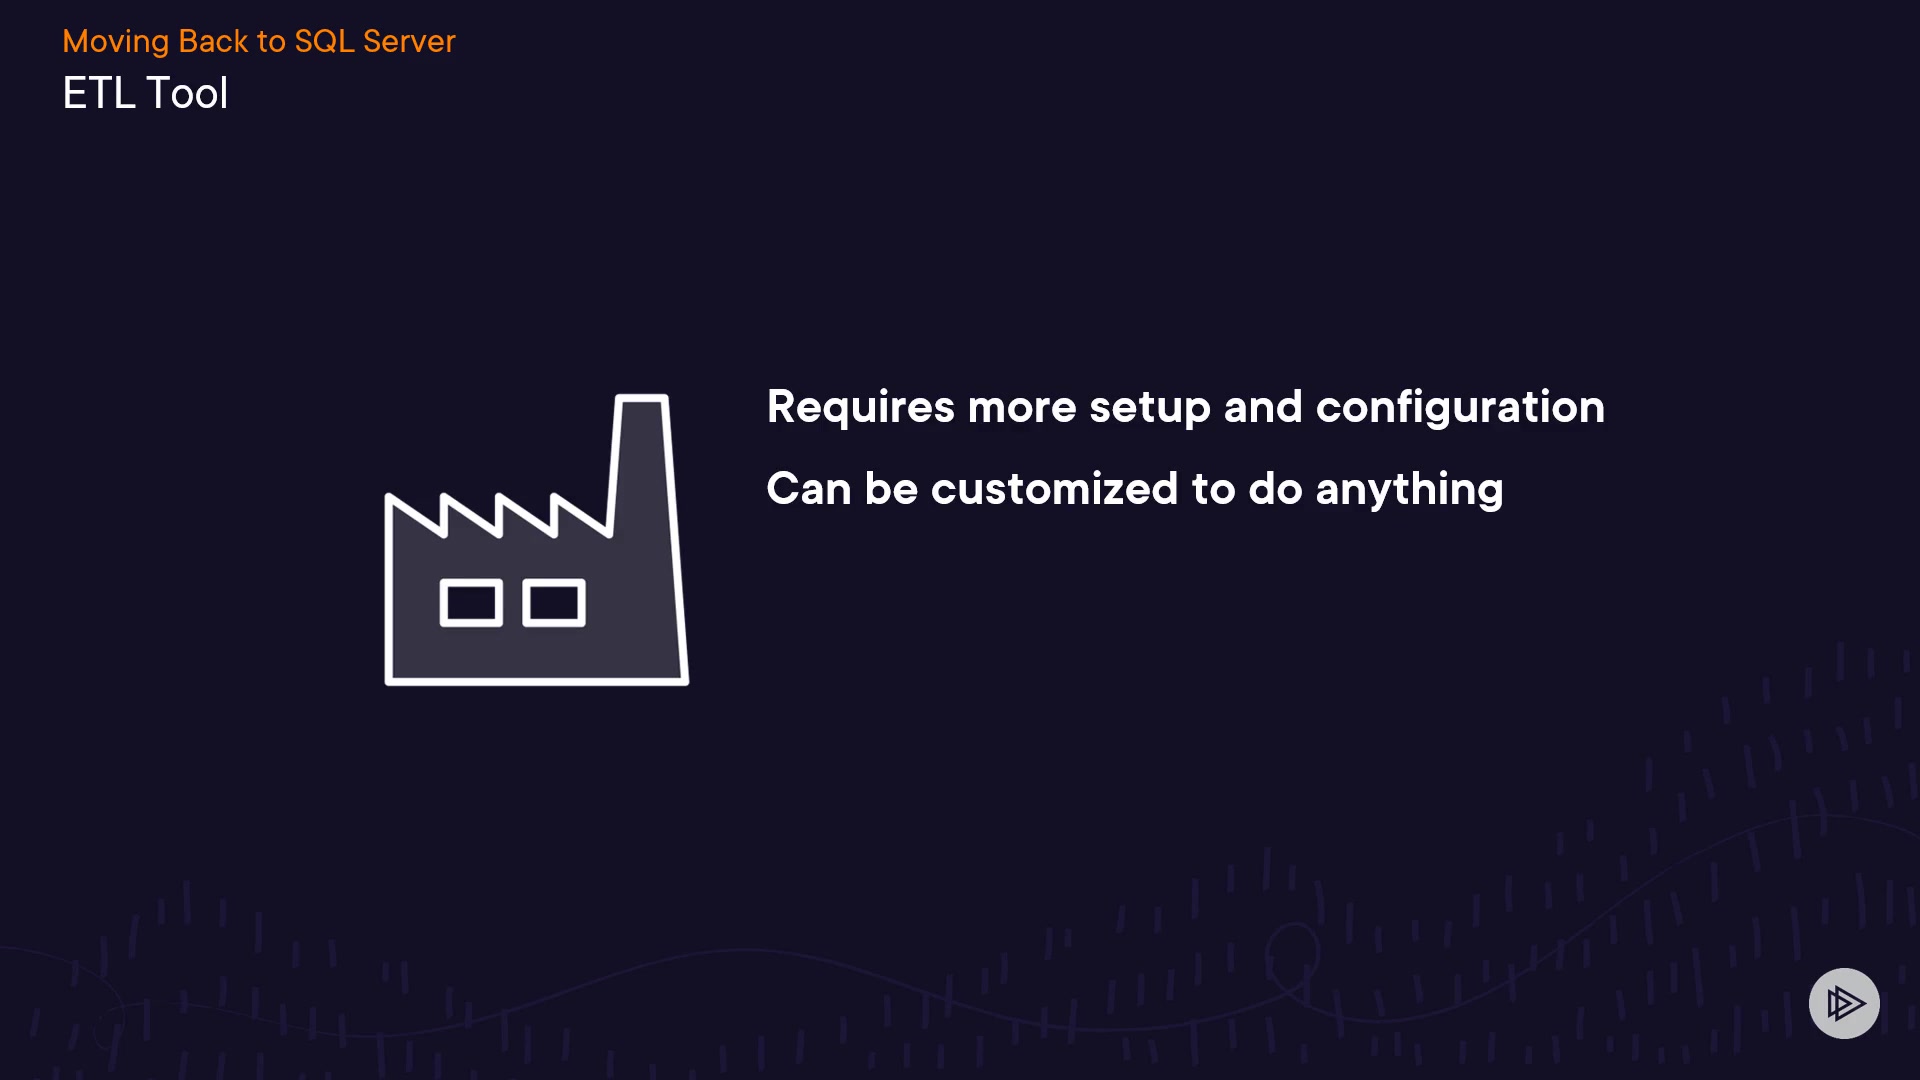 Moving Back to SQL Server
ETL Tool
Requires more setup and configuration
Can be customized to do anything